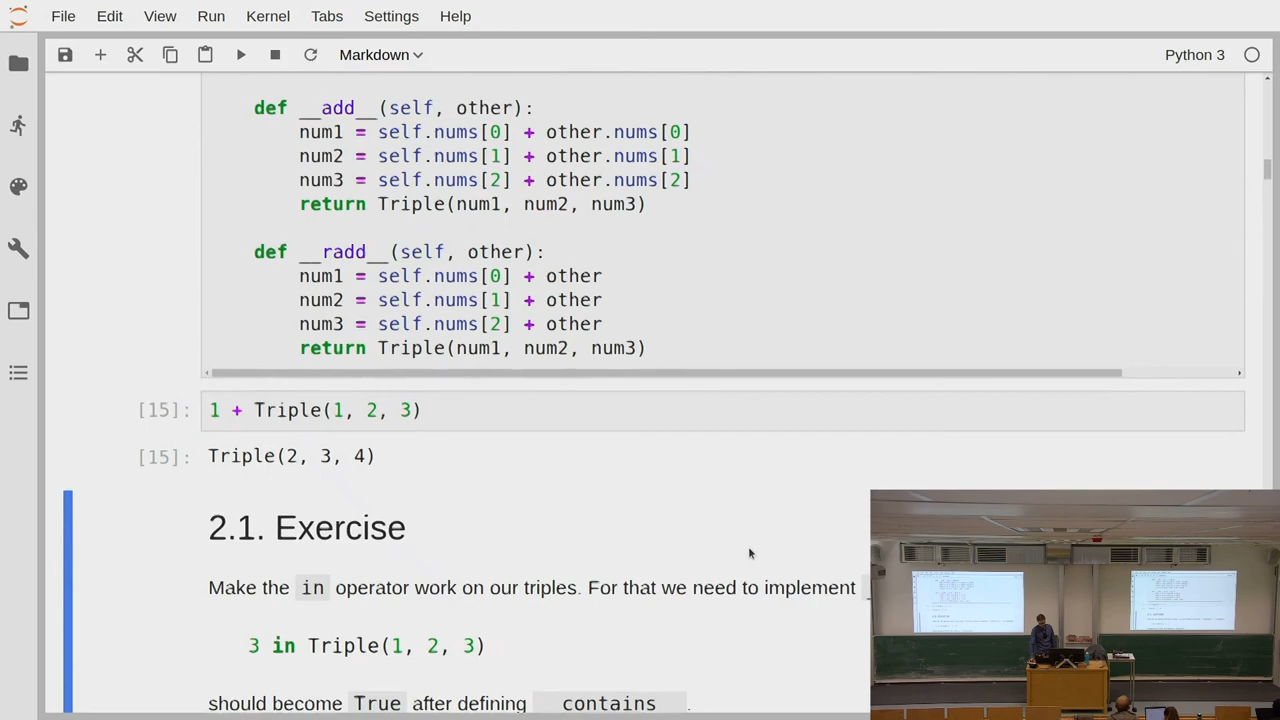 File Edit View Run Kernel Tabs Settings Help
Markdown Python 3
def __add__(self, other):
num1 = self.nums[0] + other.nums[0]
num2 = self.nums[1] + other.nums[1]
num3 = self.nums[2] + other.nums[2]
return Triple(num1, num2, num3)
def __radd__(self, other):
num1 = self.nums[0] + other
num2 = self.nums[1] + other
num3 = self.nums[2] + other
return Triple(num1, num2, num3)
[15]: 1 + Triple(1, 2, 3)
[15]: Triple(2, 3, 4)
2.1. Exercise
Make the in operator work on our triples. For that we need to implement
3 in Triple(1, 2, 3)
should become True after defining __contains__.